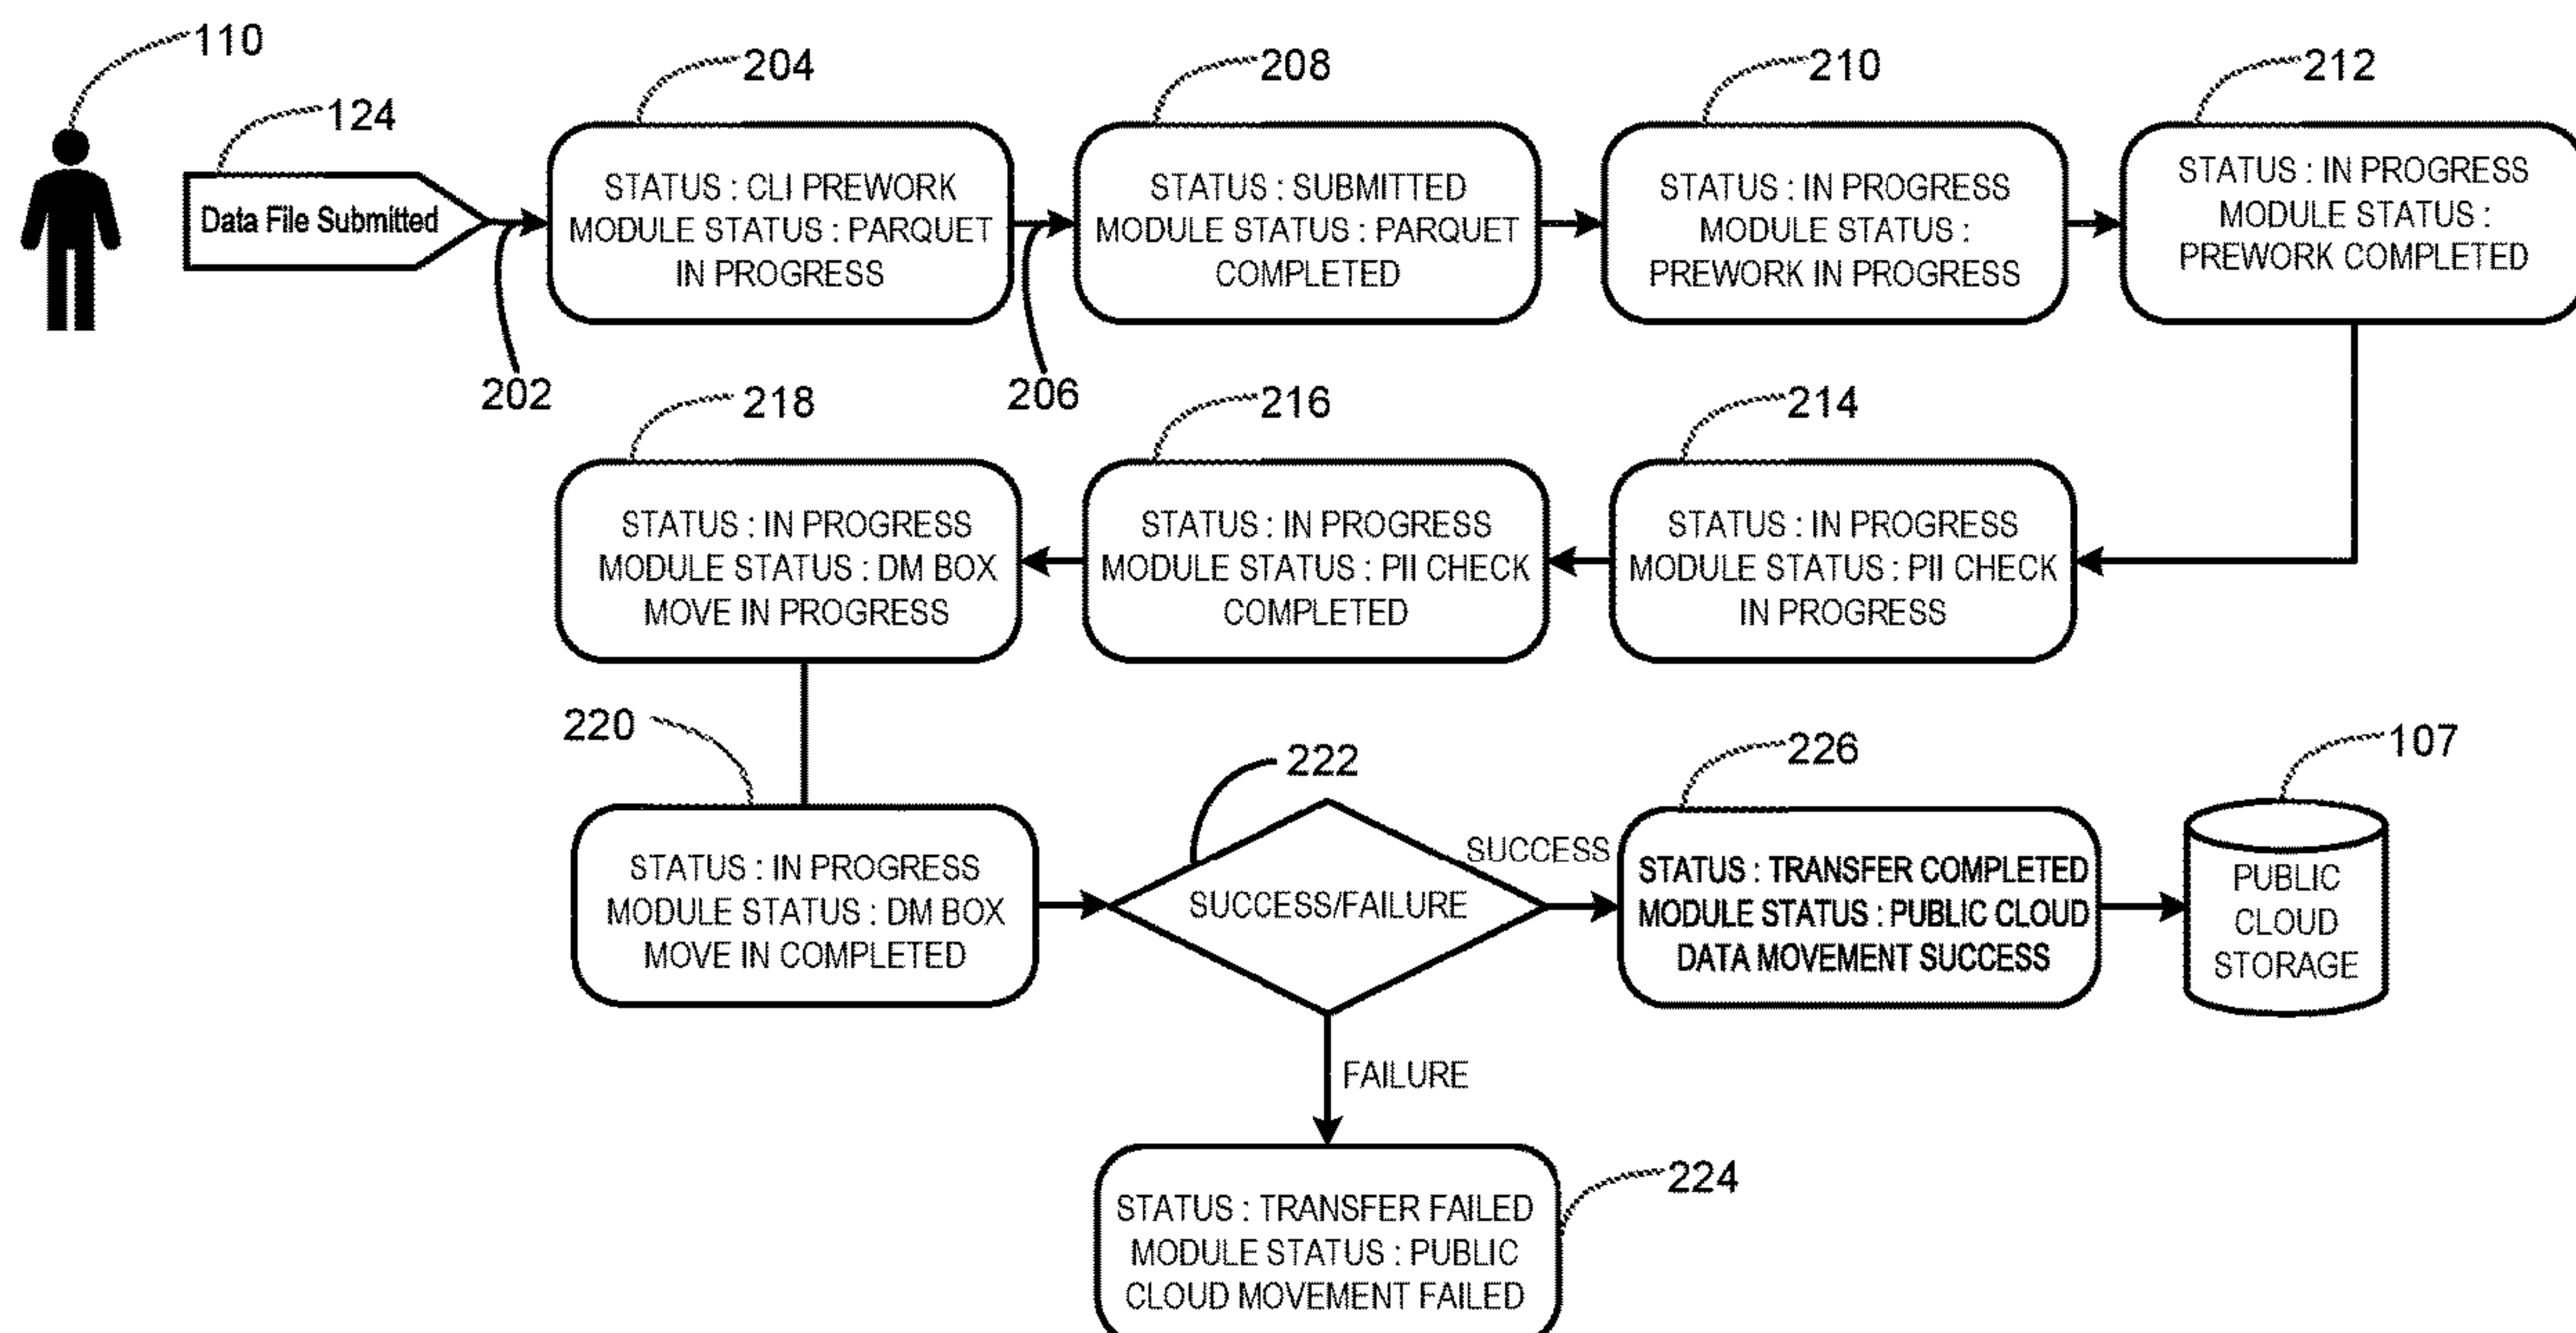 110
124
Data File Submitted
202
204
STATUS : CLI PREWORK
MODULE STATUS : PARQUET
IN PROGRESS
206
208
STATUS : SUBMITTED
MODULE STATUS : PARQUET
COMPLETED
210
STATUS : IN PROGRESS
MODULE STATUS :
PREWORK IN PROGRESS
212
STATUS : IN PROGRESS
MODULE STATUS :
PREWORK COMPLETED
214
STATUS : IN PROGRESS
MODULE STATUS : PII CHECK
IN PROGRESS
216
STATUS : IN PROGRESS
MODULE STATUS : PII CHECK
COMPLETED
218
STATUS : IN PROGRESS
MODULE STATUS : DM BOX
MOVE IN PROGRESS
220
STATUS : IN PROGRESS
MODULE STATUS : DM BOX
MOVE IN COMPLETED
222
SUCCESS/FAILURE
SUCCESS
226
STATUS : TRANSFER COMPLETED
MODULE STATUS : PUBLIC CLOUD
DATA MOVEMENT SUCCESS
107
PUBLIC
CLOUD
STORAGE
FAILURE
224
STATUS : TRANSFER FAILED
MODULE STATUS : PUBLIC
CLOUD MOVEMENT FAILED